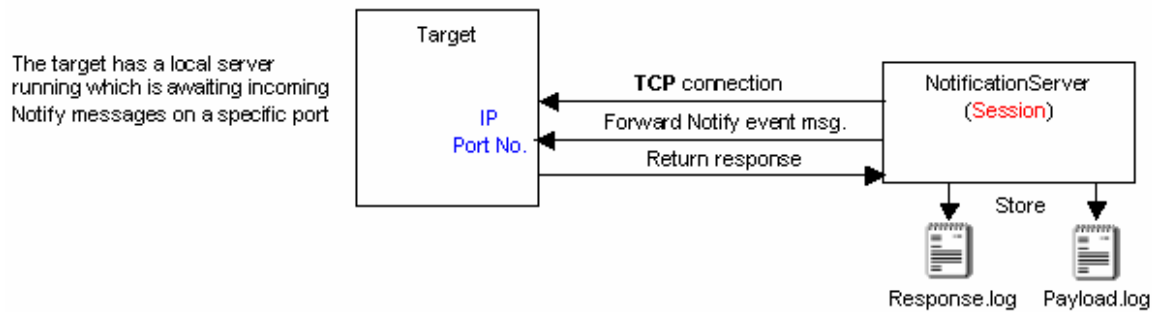 Target
The target has a local server
running which is awaiting incoming
Notify messages on a specific port
IP
Port No.
TCP connection
Forward Notify event msg.
Return response
NotificationServer
(Session)
Store
Response.log
Payload.log